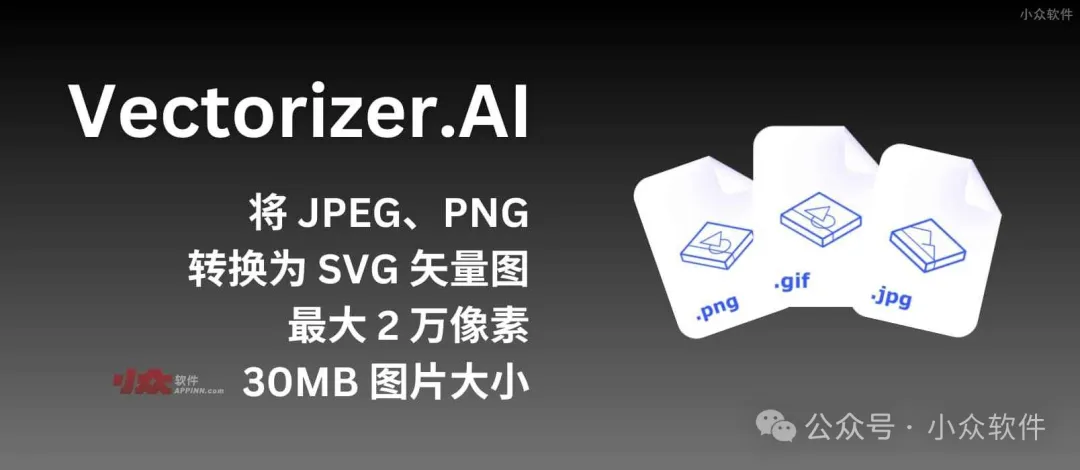 小众软件
Vectorizer.AI
将 JPEG、PNG
转换为 SVG 矢量图
最大 2 万像素
30MB 图片大小
.png
.gif
.jpg
小众软件
APPINN.com
公众号 · 小众软件